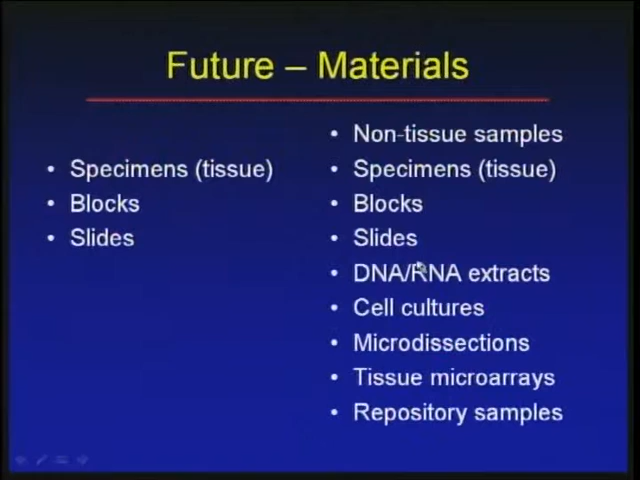 Future – Materials
• Specimens (tissue)
• Blocks
• Slides
• Non-tissue samples
• Specimens (tissue)
• Blocks
• Slides
• DNA/RNA extracts
• Cell cultures
• Microdissections
• Tissue microarrays
• Repository samples